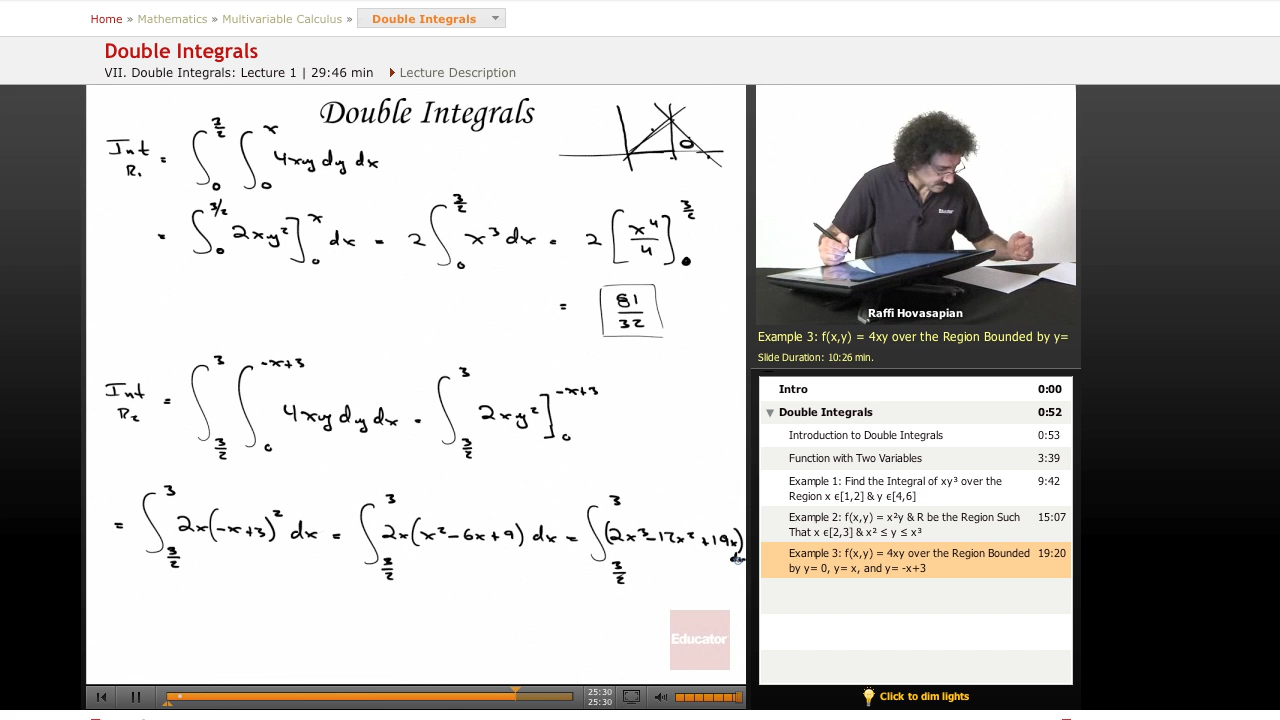 Home » Mathematics » Multivariable Calculus » Double Integrals
Double Integrals
VII. Double Integrals: Lecture 1 | 29:46 min Lecture Description
Double Integrals
Int R₁ = ∫₀^(3/2) ∫₀^x 4xy dy dx
= ∫₀^(3/2) 2xy²]₀^x dx = 2 ∫₀^(3/2) x³ dx = 2 [x⁴/4]₀^(3/2)
= 81/32
Int R₂ = ∫_(3/2)^3 ∫₀^(-x+3) 4xy dy dx = ∫_(3/2)^3 2xy²]₀^(-x+3)
= ∫_(3/2)^3 2x(-x+3)² dx = ∫_(3/2)^3 2x(x²-6x+9) dx = ∫_(3/2)^3 (2x³-12x²+18x) dx
Educator
25:30
25:30
Raffi Hovasapian
Example 3: f(x,y) = 4xy over the Region Bounded by y=
Slide Duration: 10:26 min.
Intro 0:00
Double Integrals 0:52
Introduction to Double Integrals 0:53
Function with Two Variables 3:39
Example 1: Find the Integral of xy³ over the 9:42
Region x ϵ[1,2] & y ϵ[4,6]
Example 2: f(x,y) = x²y & R be the Region Such 15:07
That x ϵ[2,3] & x² ≤ y ≤ x³
Example 3: f(x,y) = 4xy over the Region Bounded 19:20
by y= 0, y= x, and y= -x+3
Click to dim lights